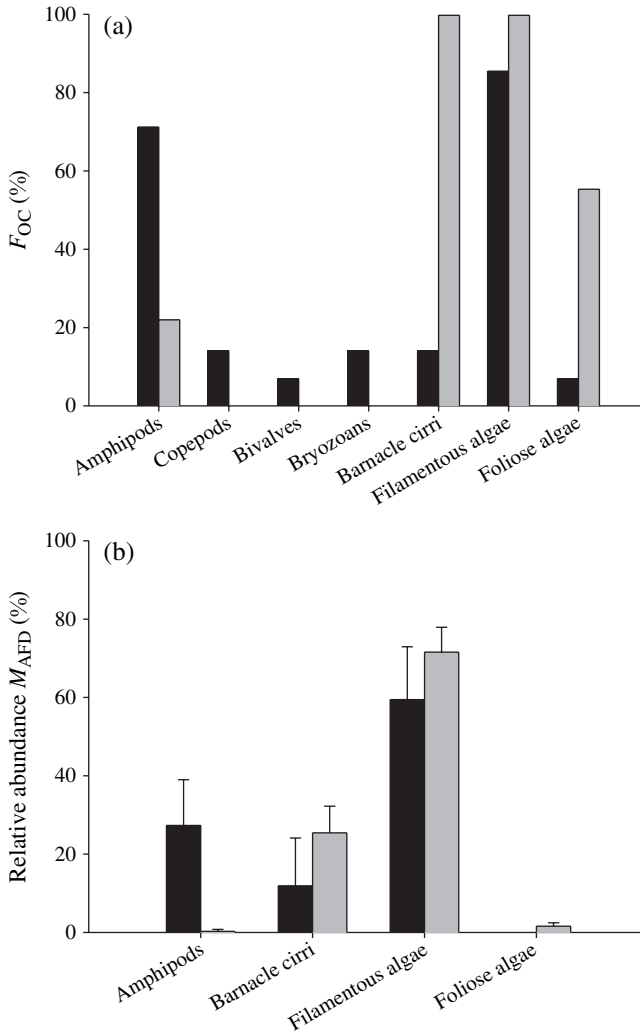 (a)
100
80
60
40
20
0
F_OC (%)
Amphipods
Copepods
Bivalves
Bryozoans
Barnacle cirri
Filamentous algae
Foliose algae
(b)
100
80
60
40
20
0
Relative abundance M_AFD (%)
Amphipods
Barnacle cirri
Filamentous algae
Foliose algae